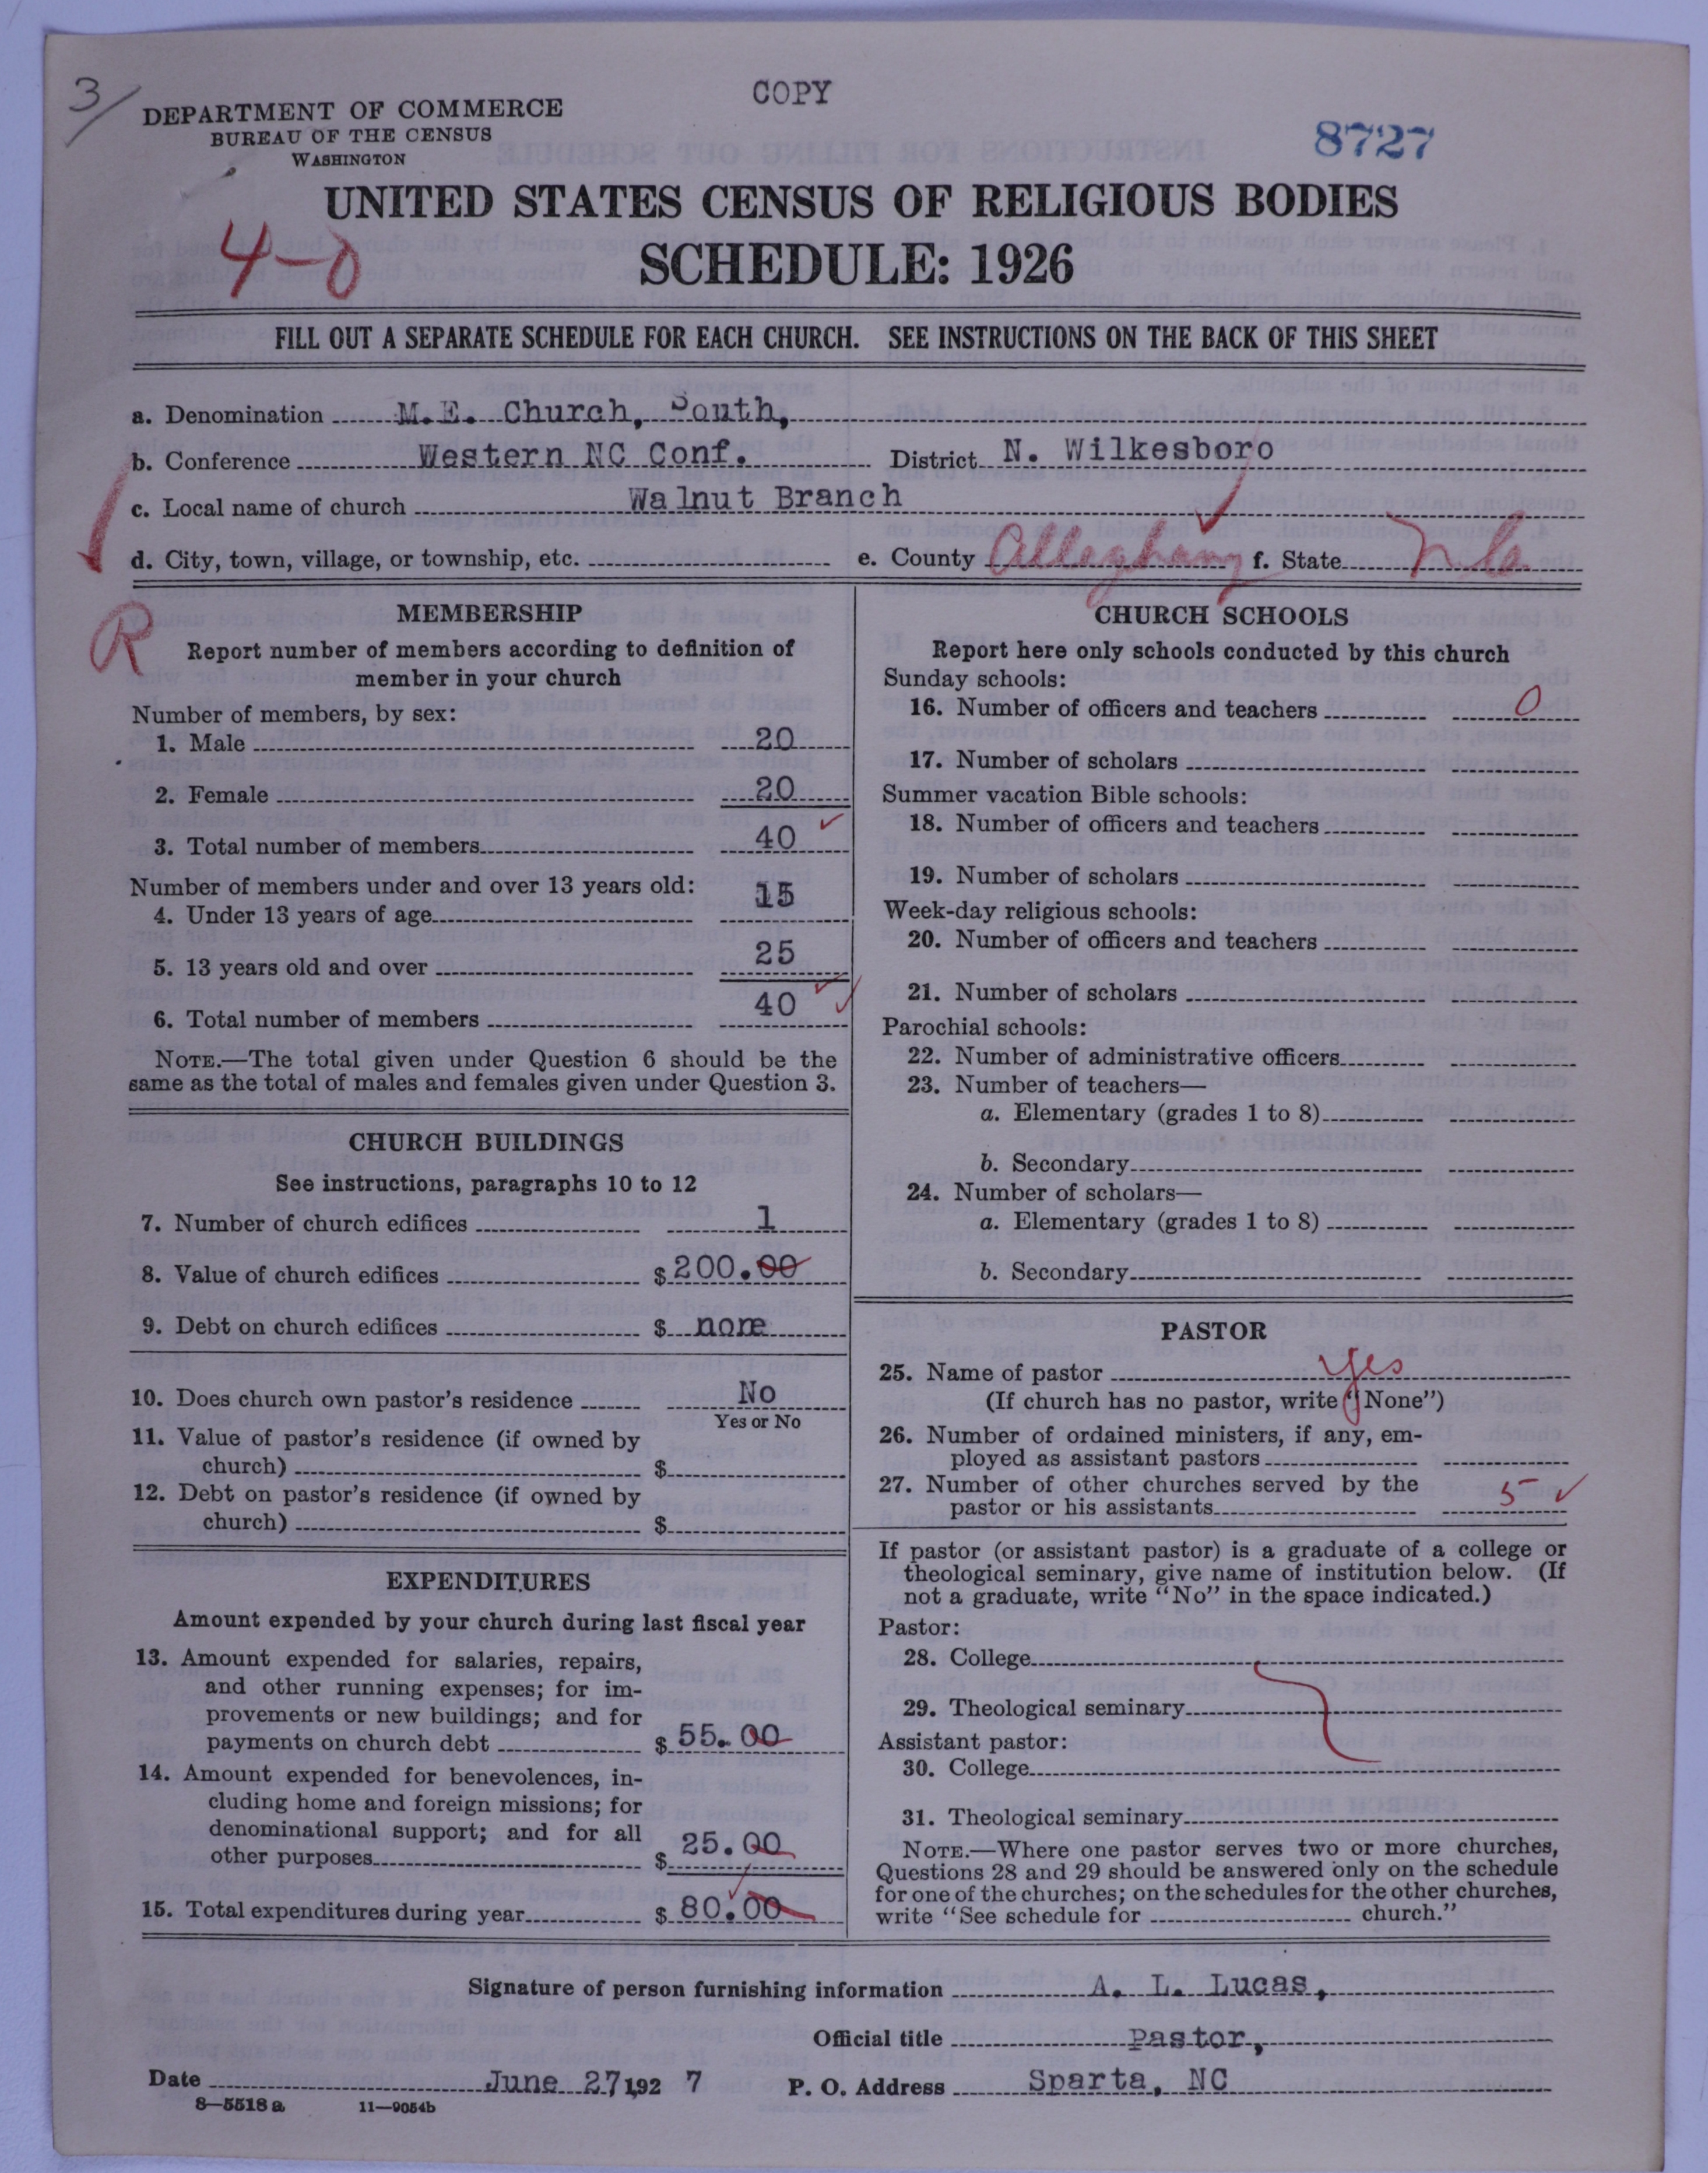 3/
COPY
DEPARTMENT OF COMMERCE
BUREAU OF THE CENSUS
WASHINGTON
8727
UNITED STATES CENSUS OF RELIGIOUS BODIES
4-0
SCHEDULE: 1926
FILL OUT A SEPARATE SCHEDULE FOR EACH CHURCH. SEE INSTRUCTIONS ON THE BACK OF THIS SHEET
a. Denomination M.E. Church, South,
b. Conference Western NC Conf. District N. Wilkesboro
c. Local name of church Walnut Branch
d. City, town, village, or township, etc. e. County Alleghany f. State N.C.
R
MEMBERSHIP
Report number of members according to definition of
member in your church
Number of members, by sex:
1. Male 20
2. Female 20
3. Total number of members 40 ✓
Number of members under and over 13 years old:
4. Under 13 years of age 15
5. 13 years old and over 25
6. Total number of members 40 ✓ ✓
NOTE.—The total given under Question 6 should be the
same as the total of males and females given under Question 3.
CHURCH BUILDINGS
See instructions, paragraphs 10 to 12
7. Number of church edifices 1
8. Value of church edifices $ 200.00
9. Debt on church edifices $ none
10. Does church own pastor's residence No
Yes or No
11. Value of pastor's residence (if owned by
church) $
12. Debt on pastor's residence (if owned by
church) $
EXPENDITURES
Amount expended by your church during last fiscal year
13. Amount expended for salaries, repairs,
and other running expenses; for im-
provements or new buildings; and for
payments on church debt $ 55.00
14. Amount expended for benevolences, in-
cluding home and foreign missions; for
denominational support; and for all
other purposes $ 25.00
15. Total expenditures during year $ 80.00
CHURCH SCHOOLS
Report here only schools conducted by this church
Sunday schools:
16. Number of officers and teachers 0
17. Number of scholars
Summer vacation Bible schools:
18. Number of officers and teachers
19. Number of scholars
Week-day religious schools:
20. Number of officers and teachers
21. Number of scholars
Parochial schools:
22. Number of administrative officers
23. Number of teachers—
a. Elementary (grades 1 to 8)
b. Secondary
24. Number of scholars—
a. Elementary (grades 1 to 8)
b. Secondary
PASTOR
25. Name of pastor yes
(If church has no pastor, write "None")
26. Number of ordained ministers, if any, em-
ployed as assistant pastors
27. Number of other churches served by the
pastor or his assistants 5 ✓
If pastor (or assistant pastor) is a graduate of a college or
theological seminary, give name of institution below. (If
not a graduate, write "No" in the space indicated.)
Pastor:
28. College
29. Theological seminary
Assistant pastor:
30. College
31. Theological seminary
NOTE.—Where one pastor serves two or more churches,
Questions 28 and 29 should be answered only on the schedule
for one of the churches; on the schedules for the other churches,
write "See schedule for church."
Signature of person furnishing information A. L. Lucas,
Official title Pastor,
Date June 27, 1927 P. O. Address Sparta, NC
8—5518 a 11—9054b